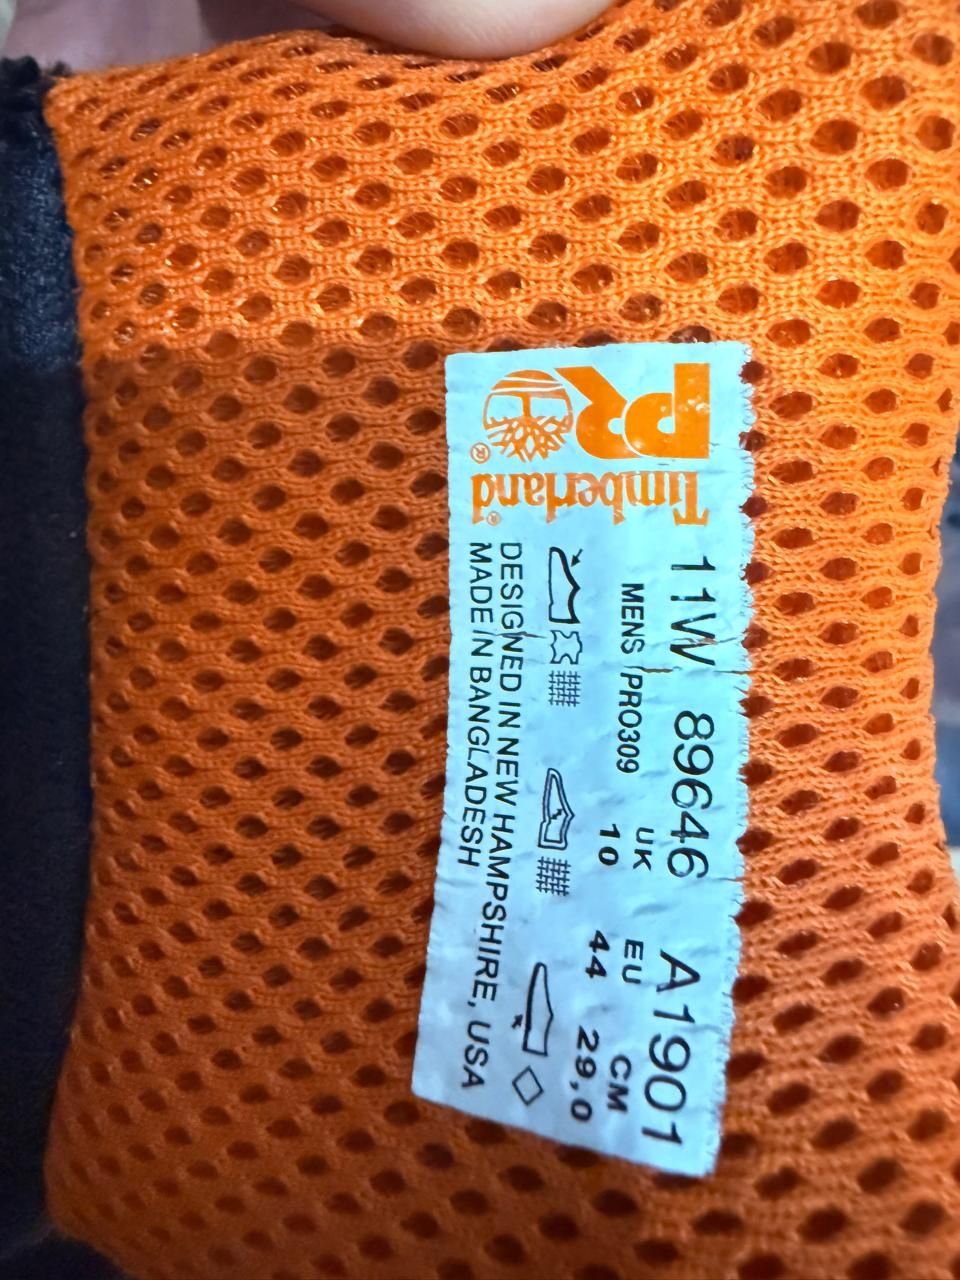 PRO
Timberland®
11W 89646 A1901
MENS PRO309 UK EU CM
10 44 29,0
DESIGNED IN NEW HAMPSHIRE, USA
MADE IN BANGLADESH